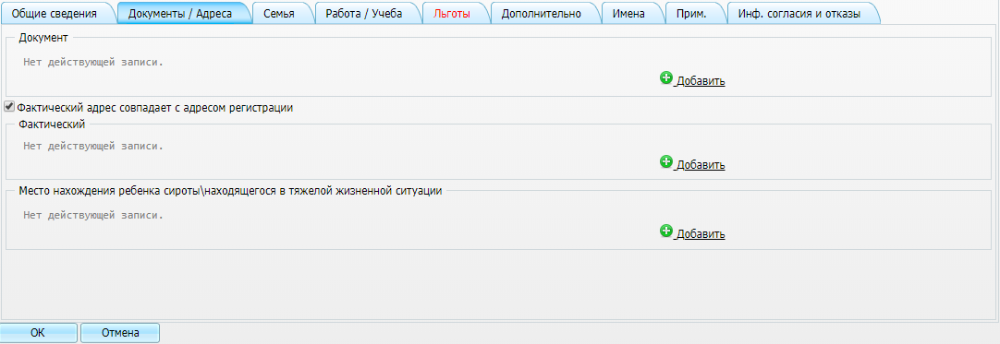 Общие сведения Документы / Адреса Семья Работа / Учеба Льготы Дополнительно Имена Прим. Инф. согласия и отказы
Документ
Нет действующей записи.
Добавить
Фактический адрес совпадает с адресом регистрации
Фактический
Нет действующей записи.
Добавить
Место нахождения ребенка сироты\находящегося в тяжелой жизненной ситуации
Нет действующей записи.
Добавить
ОК Отмена